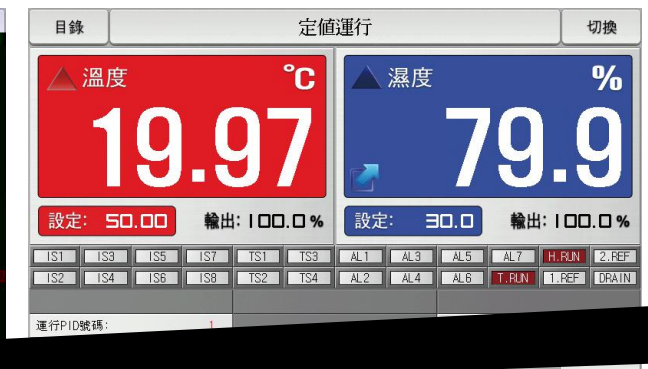 目錄 定值運行 切換
溫度 °C 濕度 %
19.97 79.9
設定: 50.00 輸出: 100.0 % 設定: 30.0 輸出: 100.0 %
IS1 IS3 IS5 IS7 TS1 TS3 AL1 AL3 AL5 AL7 H.RUN 2.REF
IS2 IS4 IS6 IS8 TS2 TS4 AL2 AL4 AL6 T.RUN 1.REF DRAIN
運行PID號碼: 1